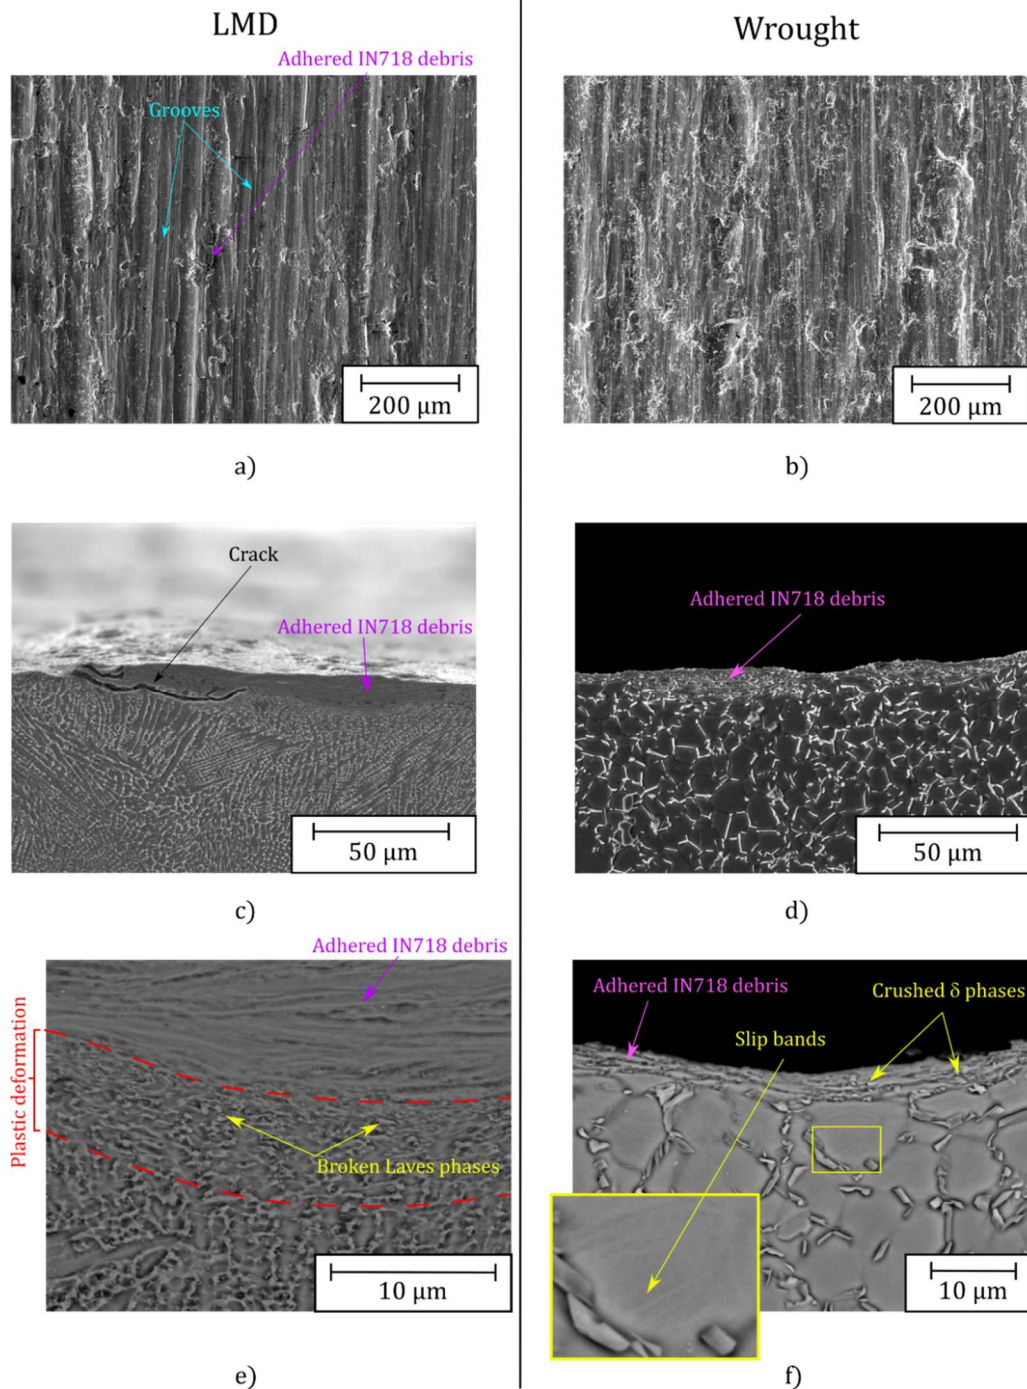 LMD
Wrought
Adhered IN718 debris
Grooves
200 μm
200 μm
a)
b)
Crack
Adhered IN718 debris
Adhered IN718 debris
50 μm
50 μm
c)
d)
Adhered IN718 debris
Plastic deformation
Broken Laves phases
10 μm
Adhered IN718 debris
Crushed δ phases
Slip bands
10 μm
e)
f)